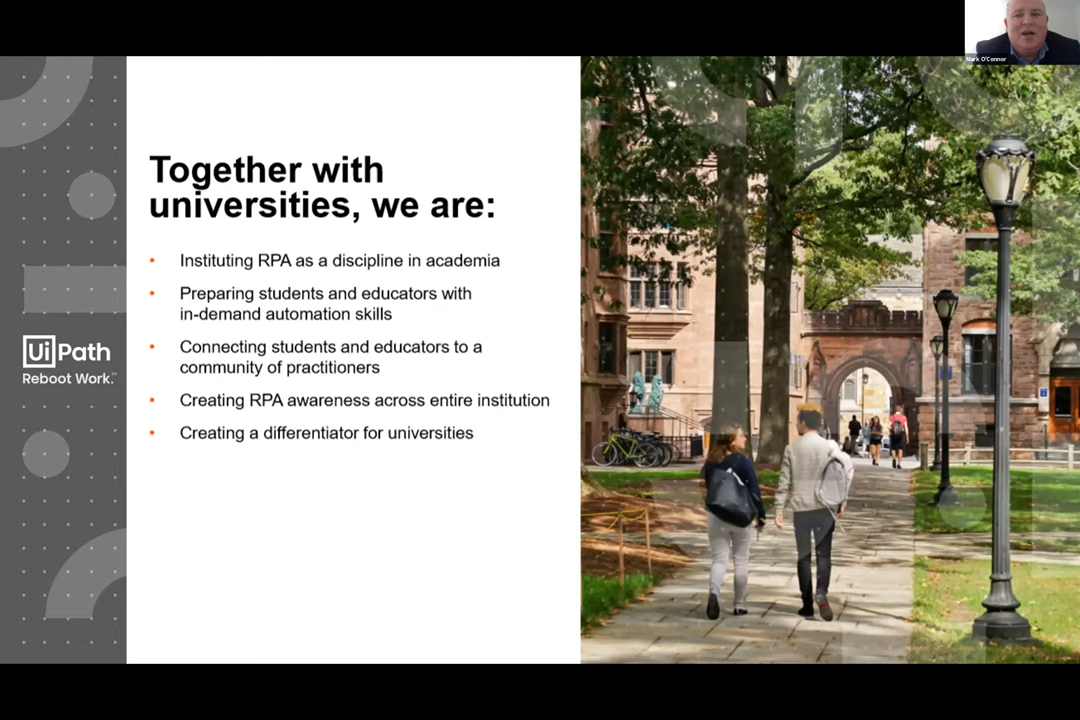 Mark O'Connor
Together with
universities, we are:
• Instituting RPA as a discipline in academia
• Preparing students and educators with
in-demand automation skills
• Connecting students and educators to a
community of practitioners
• Creating RPA awareness across entire institution
• Creating a differentiator for universities
UiPath
Reboot Work.™